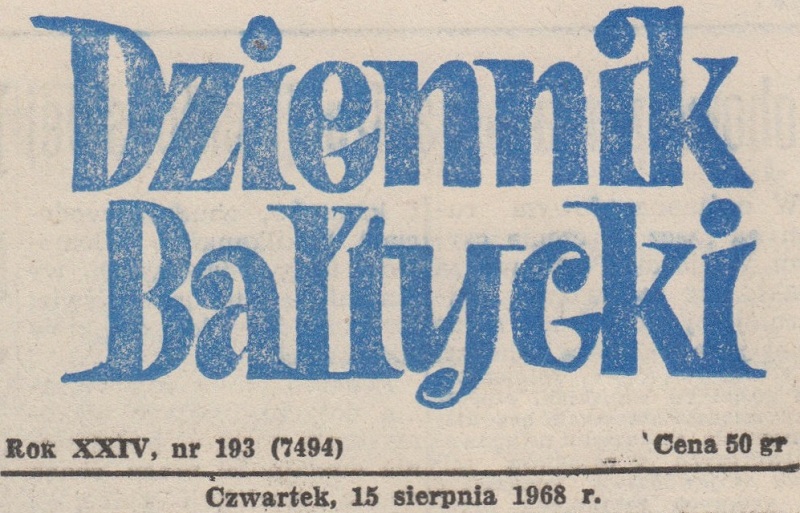 Dziennik
Bałtycki
Rok XXIV, nr 193 (7494)
Cena 50 gr
Czwartek, 15 sierpnia 1968 r.